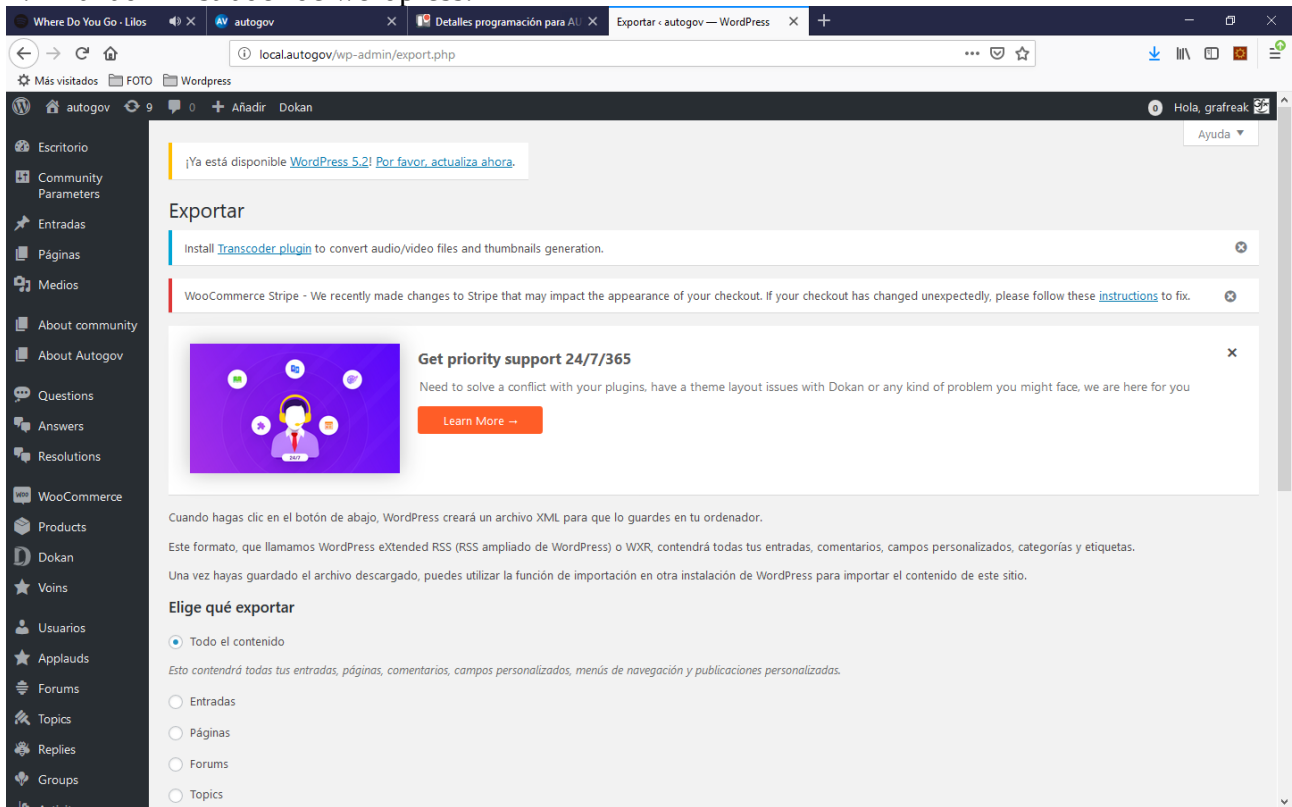 Where Do You Go · Lilos
autogov
Detalles programación para AU
Exportar ‹ autogov — WordPress
local.autogov/wp-admin/export.php
Más visitados FOTO Wordpress
autogov 9 0 + Añadir Dokan
0 Hola, grafreak
Ayuda
Escritorio
Community
Parameters
Entradas
Páginas
Medios
About community
About Autogov
Questions
Answers
Resolutions
WooCommerce
Products
Dokan
Voins
Usuarios
Applauds
Forums
Topics
Replies
Groups
¡Ya está disponible WordPress 5.2! Por favor, actualiza ahora.
Exportar
Install Transcoder plugin to convert audio/video files and thumbnails generation.
WooCommerce Stripe - We recently made changes to Stripe that may impact the appearance of your checkout. If your checkout has changed unexpectedly, please follow these instructions to fix.
24/7
Get priority support 24/7/365
Need to solve a conflict with your plugins, have a theme layout issues with Dokan or any kind of problem you might face, we are here for you
Learn More →
Cuando hagas clic en el botón de abajo, WordPress creará un archivo XML para que lo guardes en tu ordenador.
Este formato, que llamamos WordPress eXtended RSS (RSS ampliado de WordPress) o WXR, contendrá todas tus entradas, comentarios, campos personalizados, categorías y etiquetas.
Una vez hayas guardado el archivo descargado, puedes utilizar la función de importación en otra instalación de WordPress para importar el contenido de este sitio.
Elige qué exportar
Todo el contenido
Esto contendrá todas tus entradas, páginas, comentarios, campos personalizados, menús de navegación y publicaciones personalizadas.
Entradas
Páginas
Forums
Topics